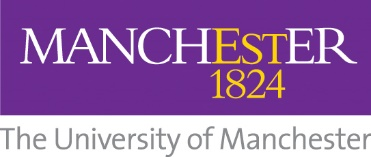 MANCHEStER
1824
The University of Manchester